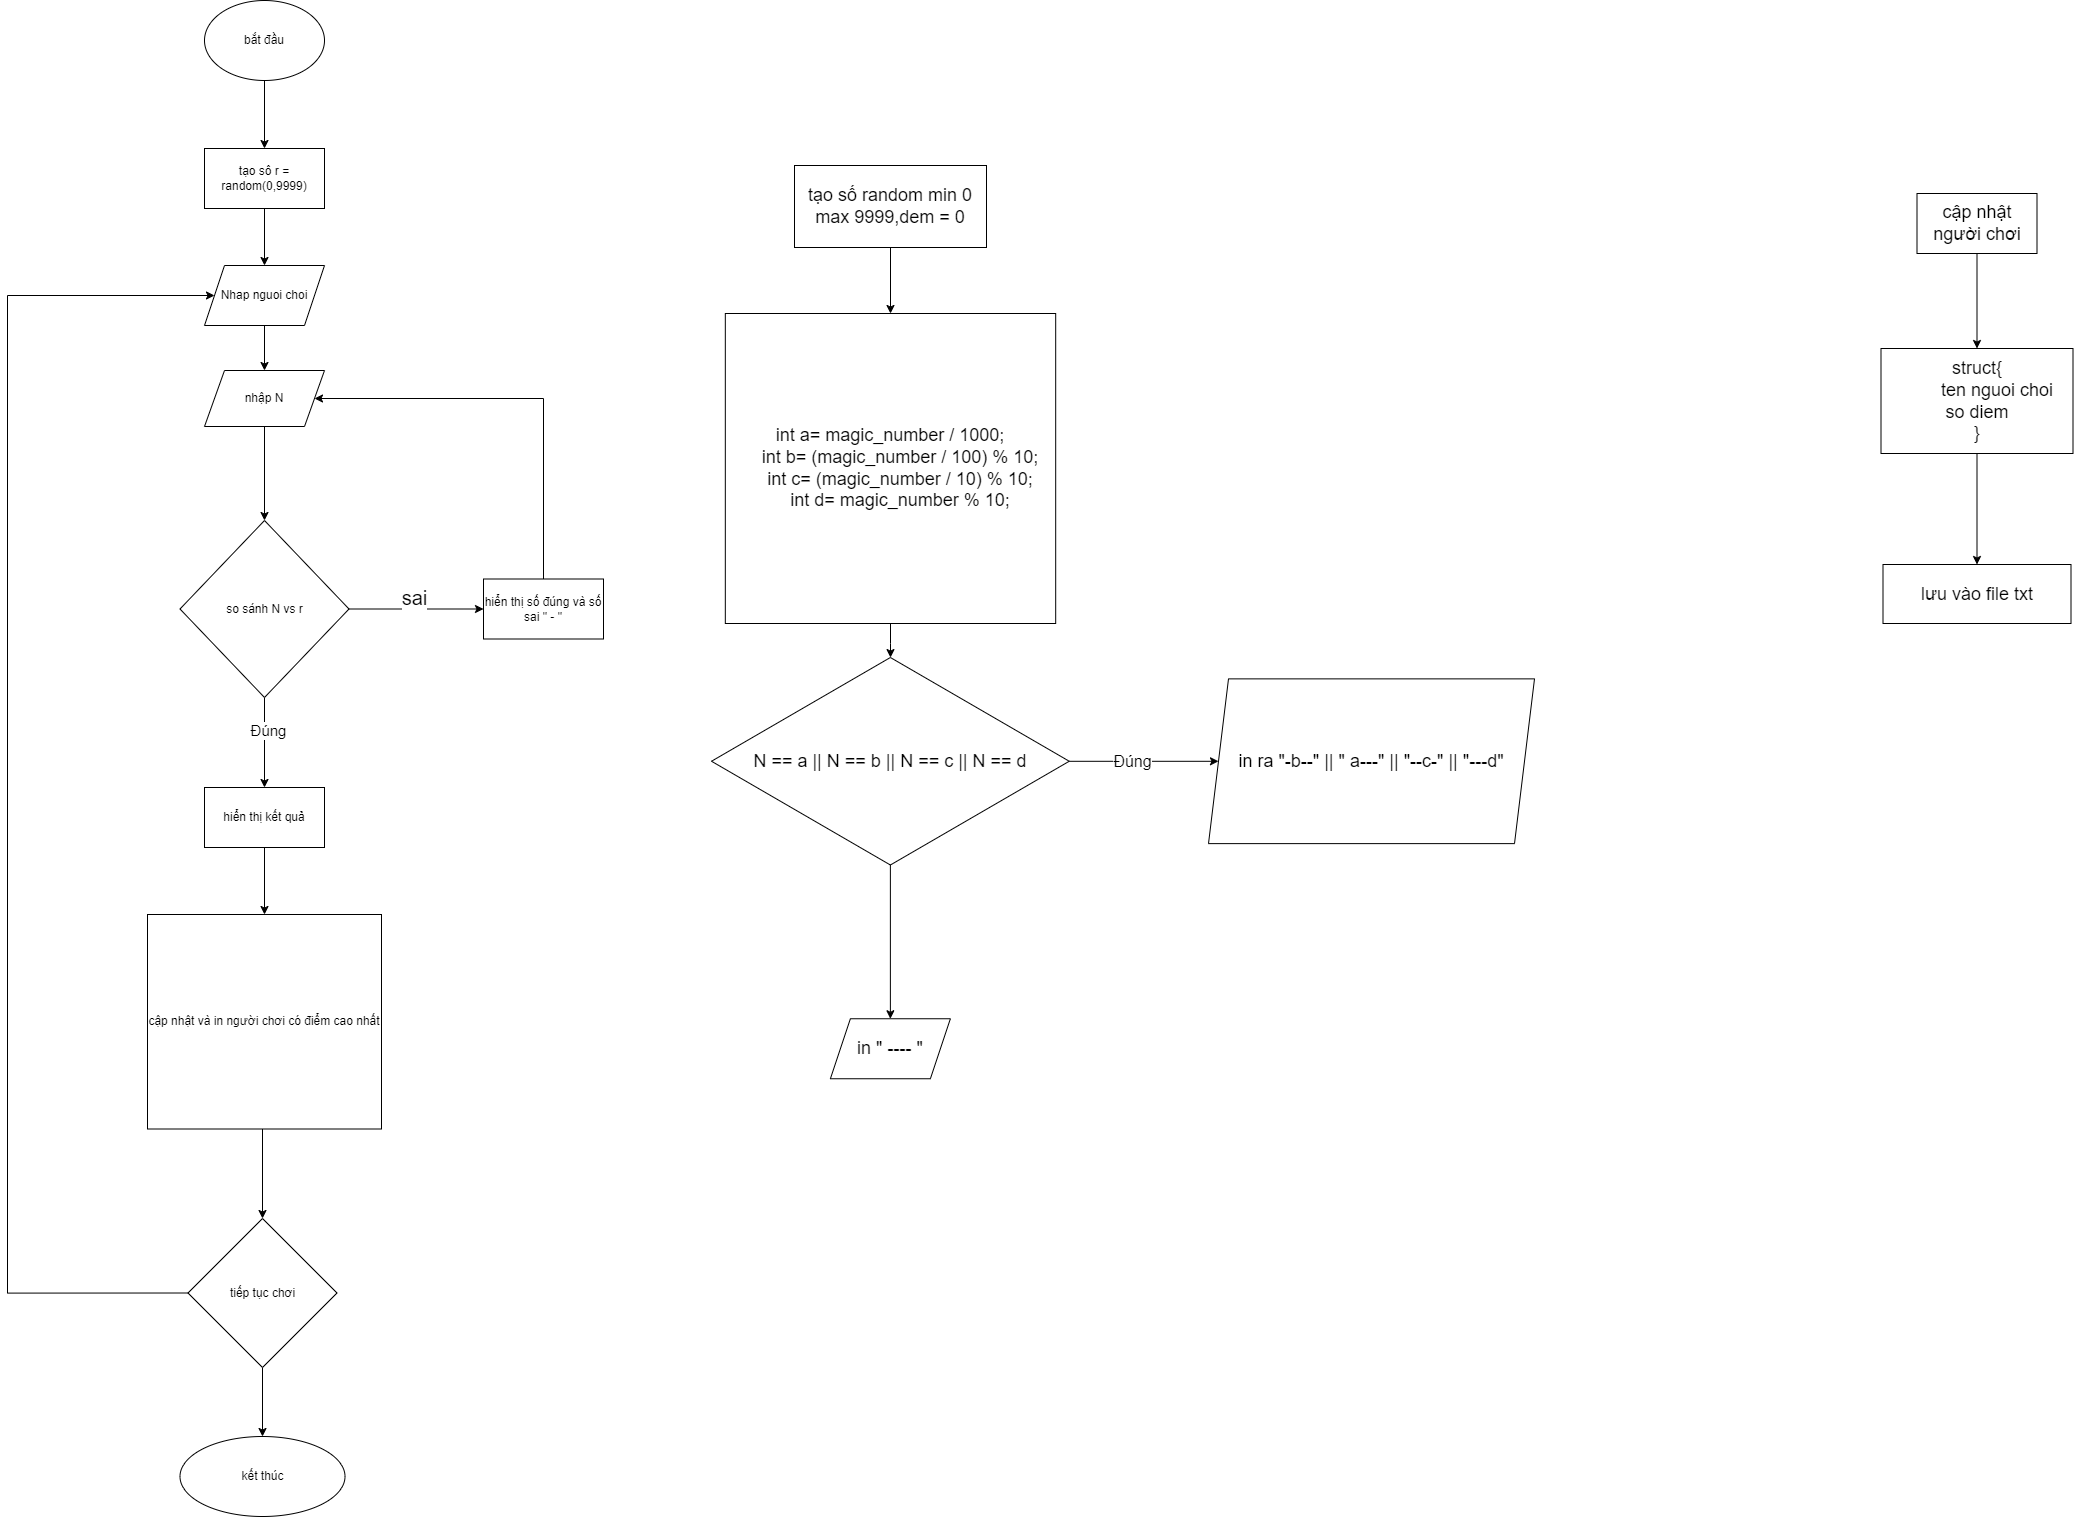 bắt đầu
tạo sô r =
random(0,9999)
Nhap nguoi choi
nhập N
so sánh N vs r
sai
hiển thị số đúng và số
sai " - "
Đúng
hiển thị kết quả
cập nhật và in người chơi có điểm cao nhất
tiếp tục chơi
kết thúc
tạo số random min 0
max 9999,dem = 0
int a= magic_number / 1000;
int b= (magic_number / 100) % 10;
int c= (magic_number / 10) % 10;
int d= magic_number % 10;
N == a || N == b || N == c || N == d
Đúng
in ra "-b--" || " a---" || "--c-" || "---d"
in " ---- "
cập nhật
người chơi
struct{
ten nguoi choi
so diem
}
lưu vào file txt